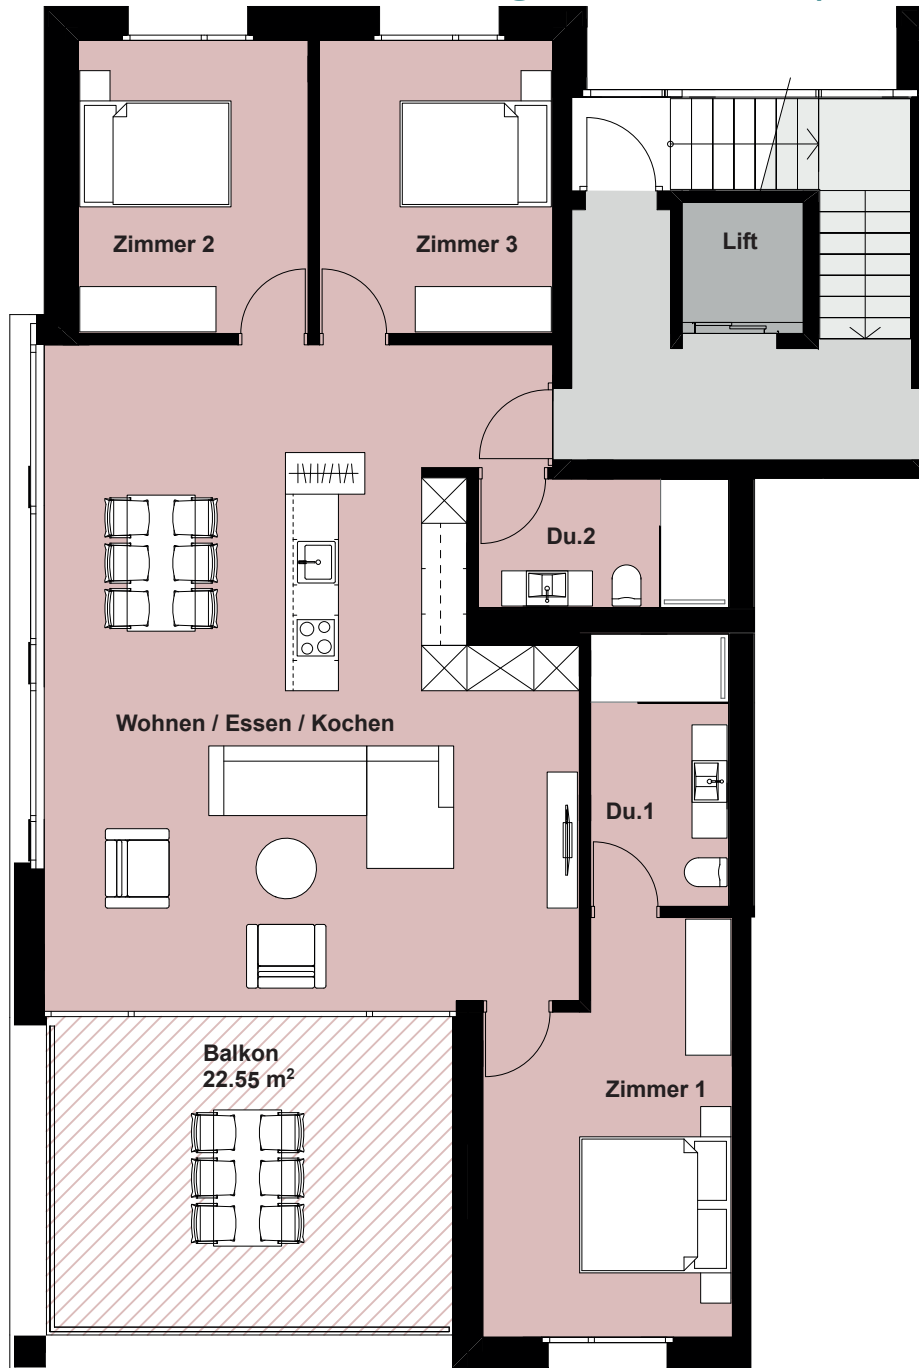 Zimmer 2
Zimmer 3
Lift
Du.2
Wohnen / Essen / Kochen
Du.1
Balkon
22.55 m²
Zimmer 1